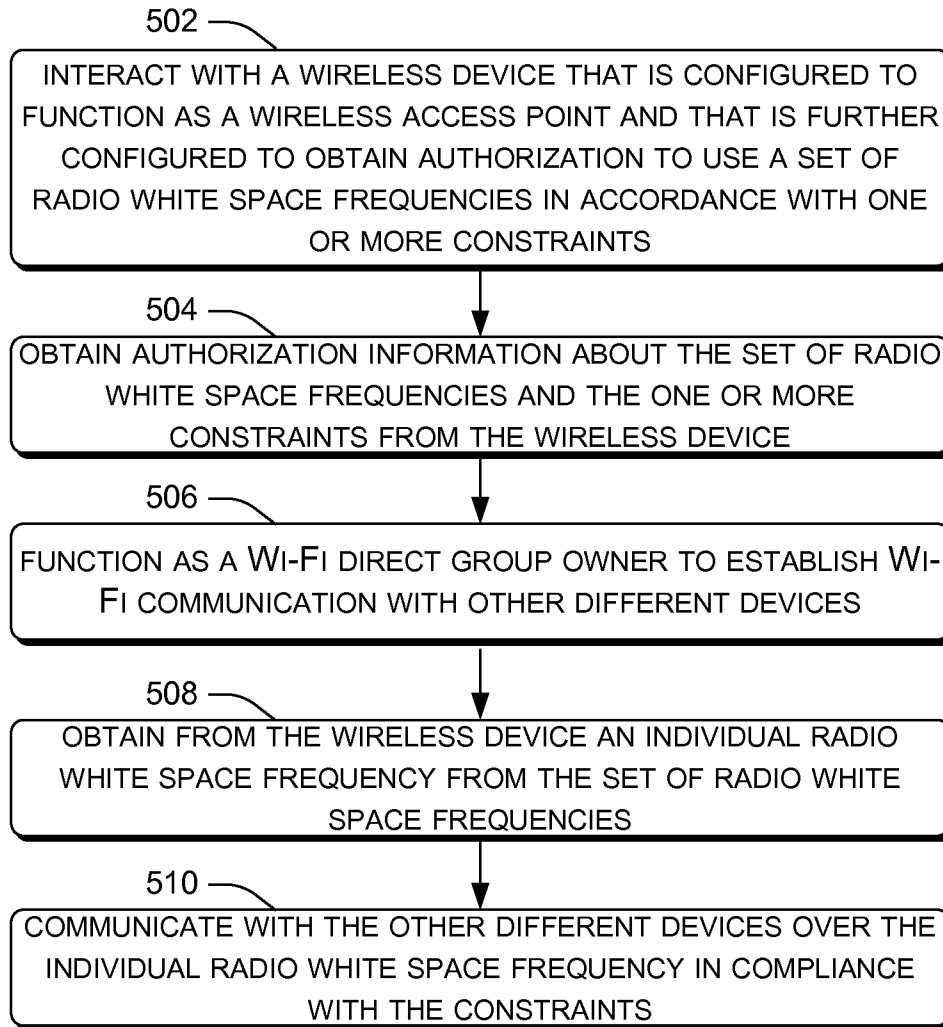 502
INTERACT WITH A WIRELESS DEVICE THAT IS CONFIGURED TO
FUNCTION AS A WIRELESS ACCESS POINT AND THAT IS FURTHER
CONFIGURED TO OBTAIN AUTHORIZATION TO USE A SET OF
RADIO WHITE SPACE FREQUENCIES IN ACCORDANCE WITH ONE
OR MORE CONSTRAINTS
504
OBTAIN AUTHORIZATION INFORMATION ABOUT THE SET OF RADIO
WHITE SPACE FREQUENCIES AND THE ONE OR MORE
CONSTRAINTS FROM THE WIRELESS DEVICE
506
FUNCTION AS A WI-FI DIRECT GROUP OWNER TO ESTABLISH WI-
FI COMMUNICATION WITH OTHER DIFFERENT DEVICES
508
OBTAIN FROM THE WIRELESS DEVICE AN INDIVIDUAL RADIO
WHITE SPACE FREQUENCY FROM THE SET OF RADIO WHITE
SPACE FREQUENCIES
510
COMMUNICATE WITH THE OTHER DIFFERENT DEVICES OVER THE
INDIVIDUAL RADIO WHITE SPACE FREQUENCY IN COMPLIANCE
WITH THE CONSTRAINTS